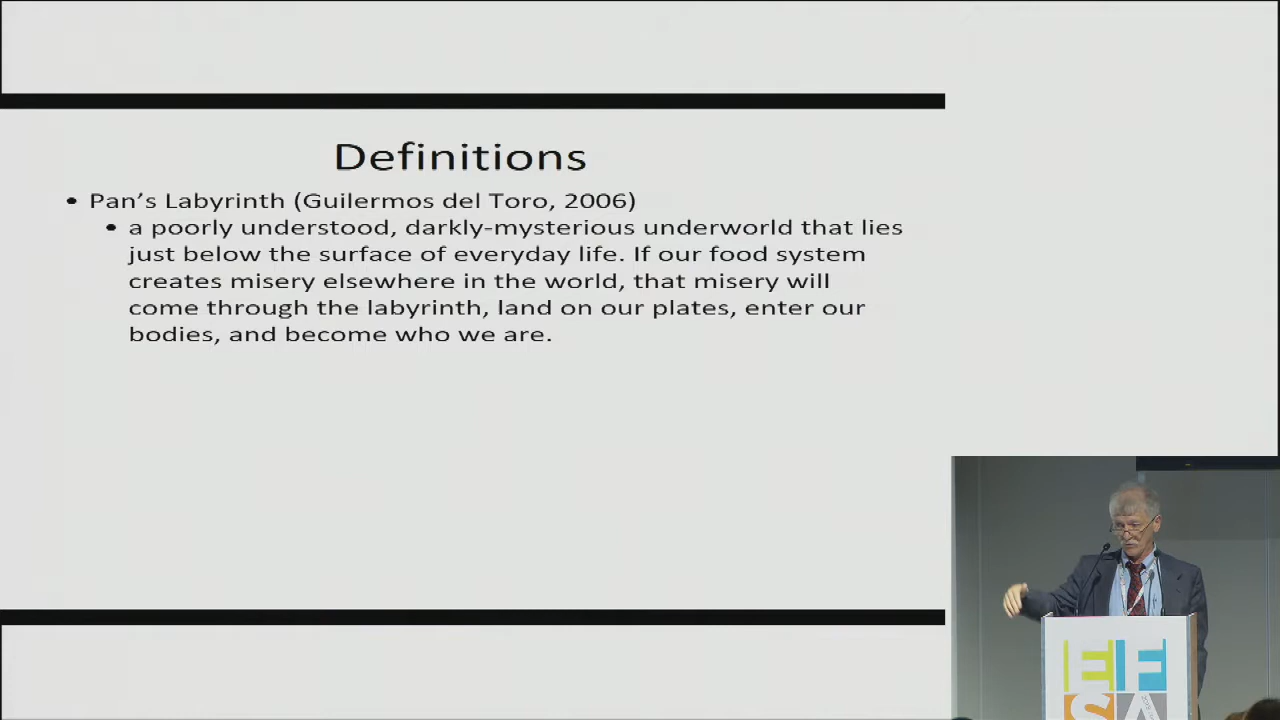 Definitions
• Pan’s Labyrinth (Guilermos del Toro, 2006)
• a poorly understood, darkly-mysterious underworld that lies
just below the surface of everyday life. If our food system
creates misery elsewhere in the world, that misery will
come through the labyrinth, land on our plates, enter our
bodies, and become who we are.
EF
SA